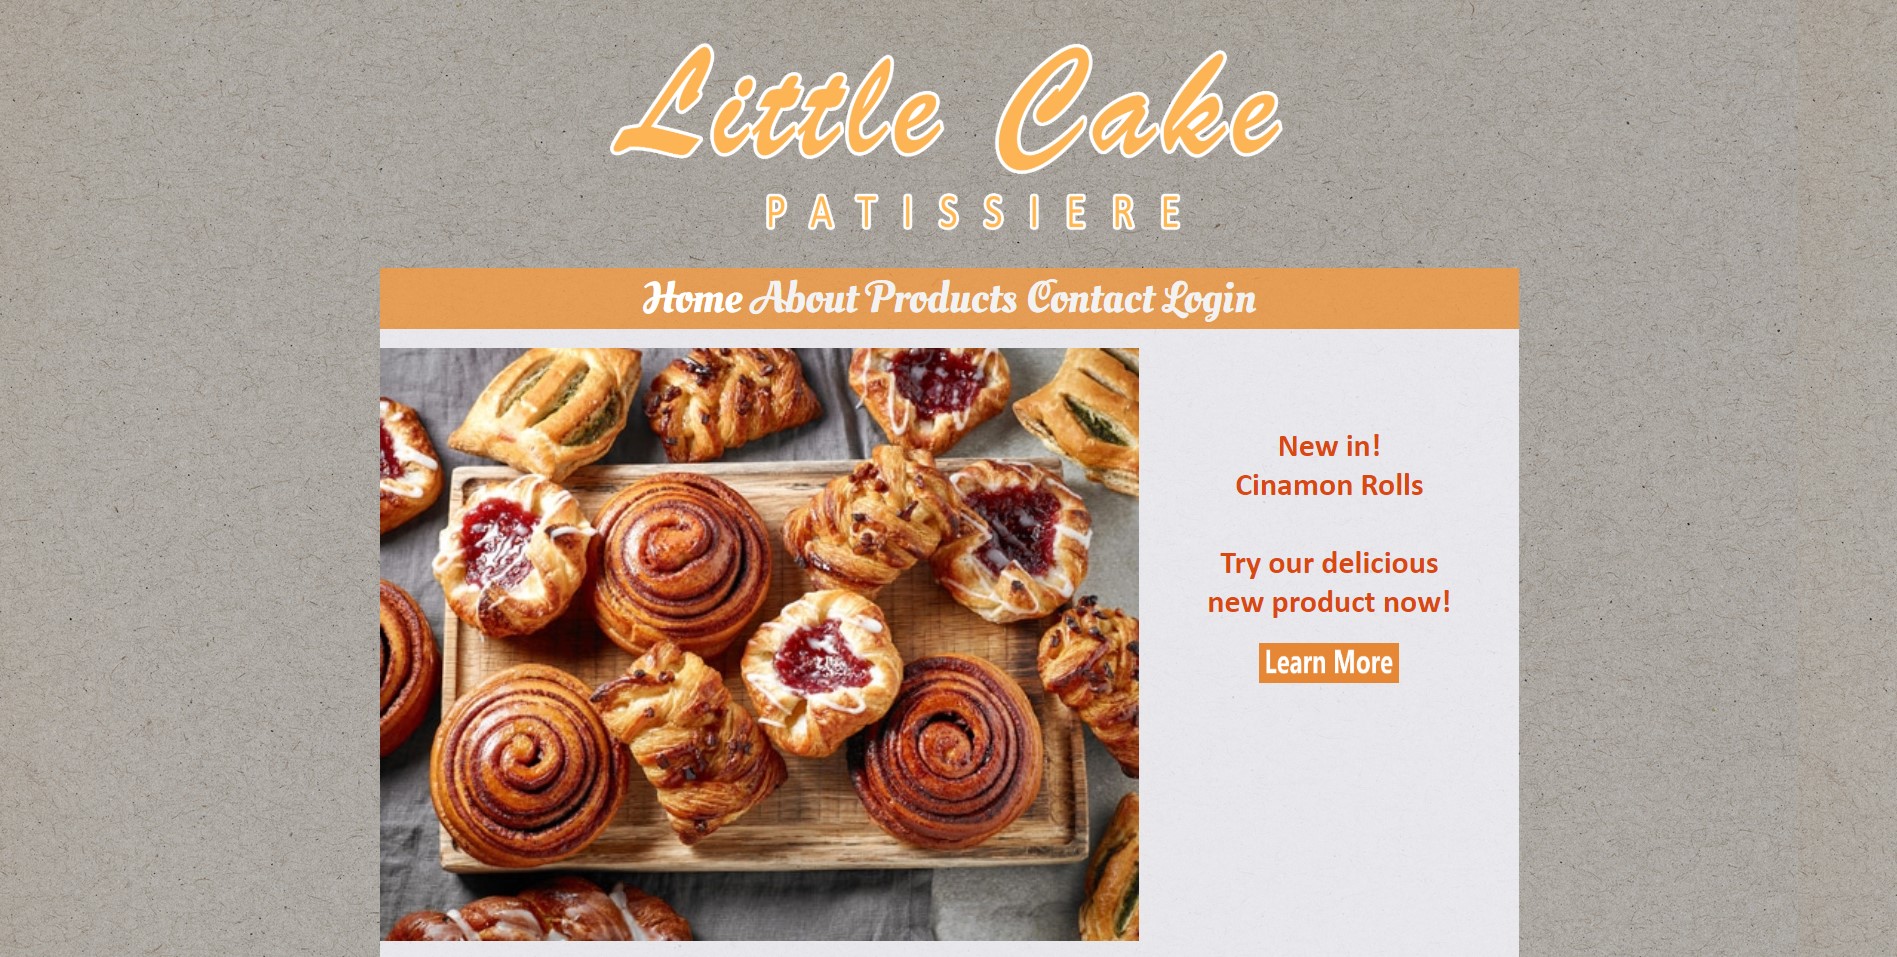 Little Cake
PATISSIERE
Home About Products Contact Login
New in!
Cinamon Rolls
Try our delicious
new product now!
Learn More